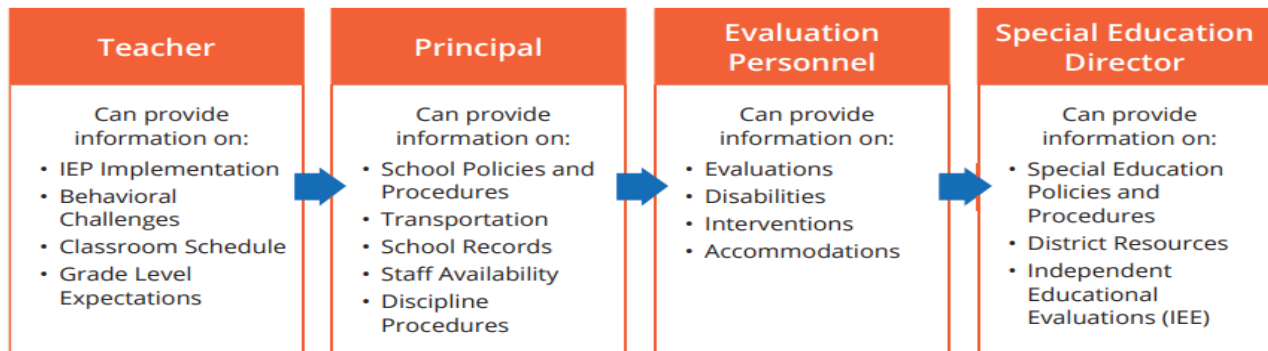 Teacher
Can provide
information on:
• IEP Implementation
• Behavioral
Challenges
• Classroom Schedule
• Grade Level
Expectations
Principal
Can provide
information on:
• School Policies and
Procedures
• Transportation
• School Records
• Staff Availability
• Discipline
Procedures
Evaluation
Personnel
Can provide
information on:
• Evaluations
• Disabilities
• Interventions
• Accommodations
Special Education
Director
Can provide
information on:
• Special Education
Policies and
Procedures
• District Resources
• Independent
Educational
Evaluations (IEE)